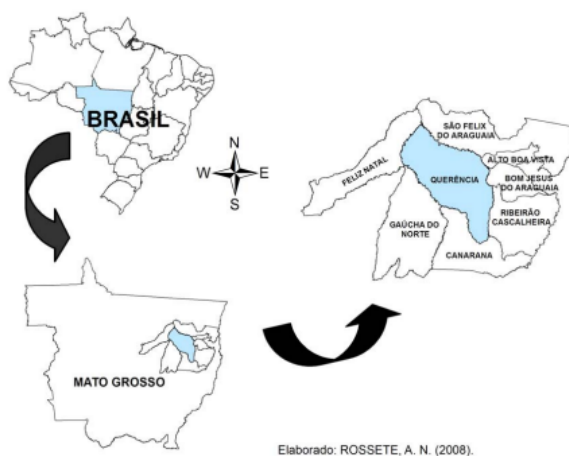 BRASIL
N
W
E
S
SÃO FELIX
DO ARAGUAIA
ALTO BOA VISTA
FELIZ NATAL
QUERÊNCIA
BOM JESUS
DO ARAGUAIA
RIBEIRÃO
CASCALHEIRA
GAÚCHA DO
NORTE
CANARANA
MATO GROSSO
Elaborado: ROSSETE, A. N. (2008).